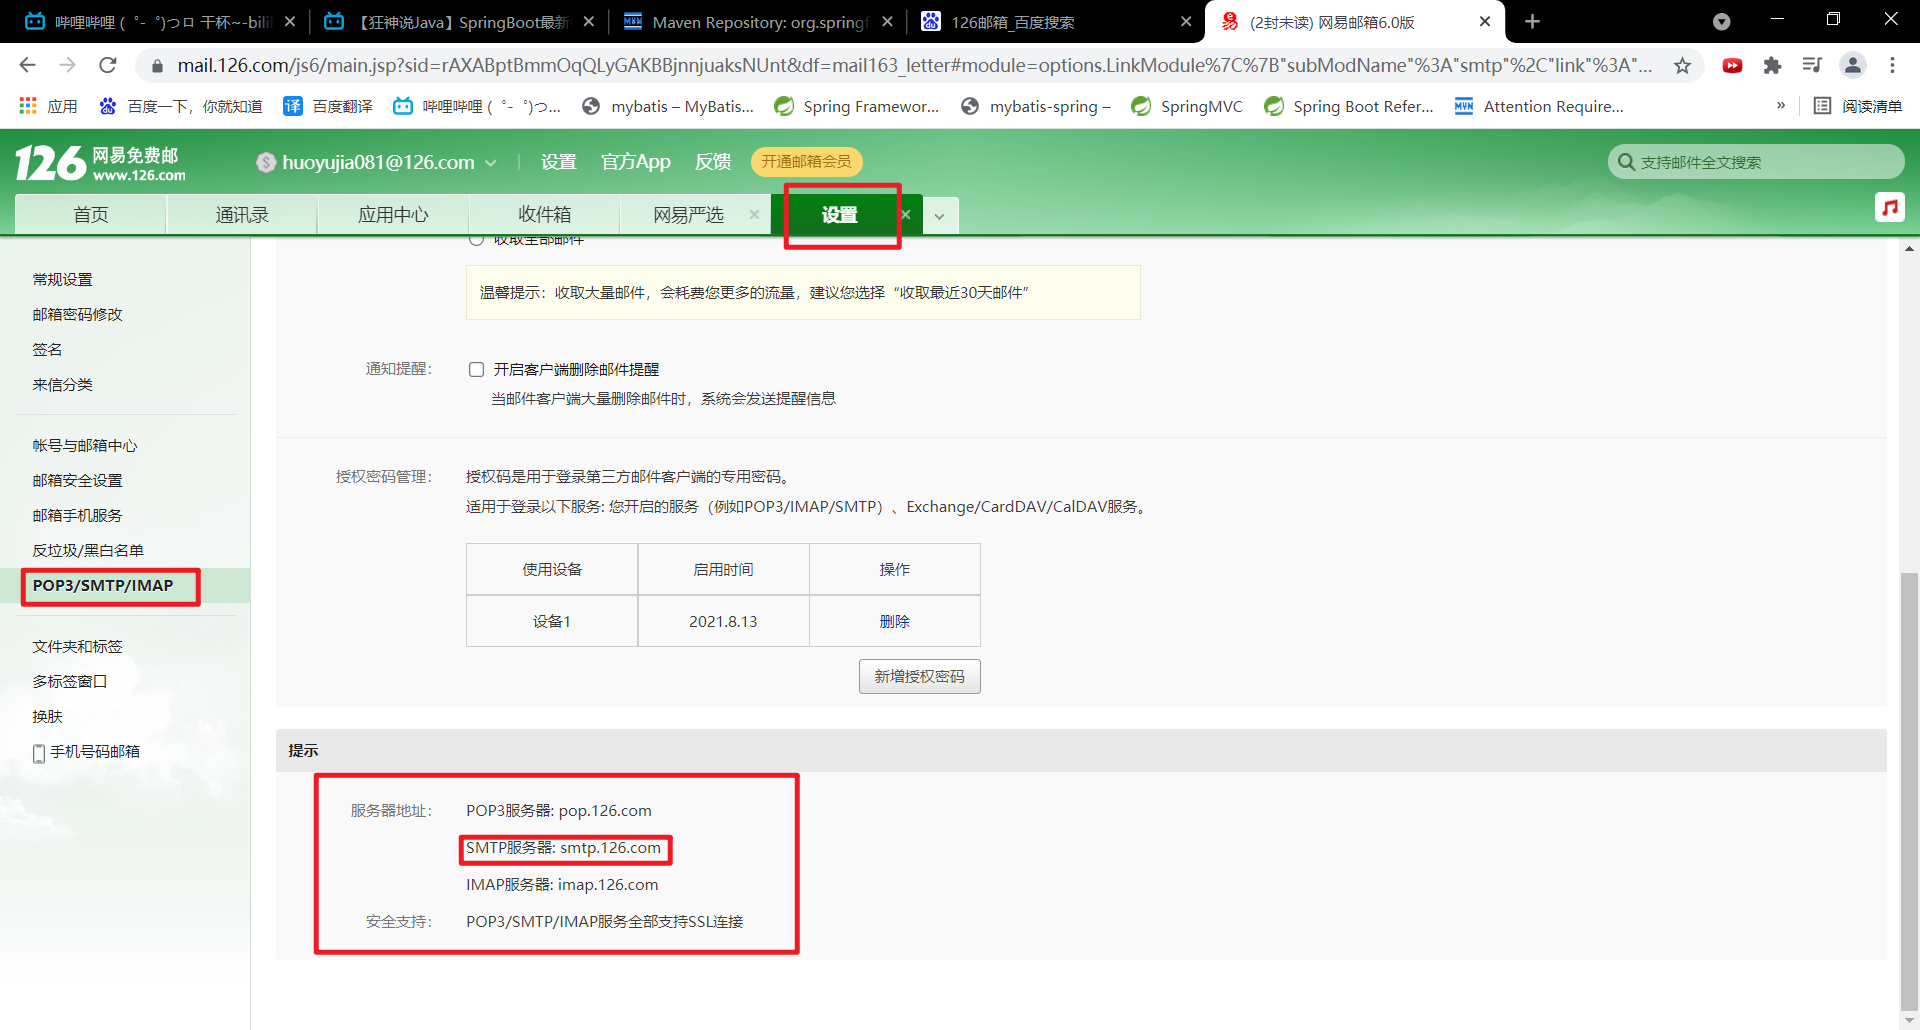 哔哩哔哩 ( ゜- ゜)つロ 干杯~-bili
【狂神说Java】SpringBoot最新
Maven Repository: org.springf
126邮箱_百度搜索
(2封未读) 网易邮箱6.0版
mail.126.com/js6/main.jsp?sid=rAXABptBmmOqQLyGAKBBjnnjuaksNUnt&df=mail163_letter#module=options.LinkModule%7C%7B"subModName"%3A"smtp"%2C"link"%3A"...
应用
百度一下，你就知道
译 百度翻译
哔哩哔哩 ( ゜- ゜)つ...
mybatis – MyBatis...
Spring Framewor...
mybatis-spring –
SpringMVC
Spring Boot Refer...
MVN Attention Require...
»
阅读清单
126 网易免费邮
www.126.com
huoyujia081@126.com
设置
官方App
反馈
开通邮箱会员
支持邮件全文搜索
首页
通讯录
应用中心
收件箱
网易严选
设置
常规设置
邮箱密码修改
签名
来信分类
帐号与邮箱中心
邮箱安全设置
邮箱手机服务
反垃圾/黑白名单
POP3/SMTP/IMAP
文件夹和标签
多标签窗口
换肤
手机号码邮箱
收取全部邮件
温馨提示：收取大量邮件，会耗费您更多的流量，建议您选择“收取最近30天邮件”
通知提醒： 开启客户端删除邮件提醒
当邮件客户端大量删除邮件时，系统会发送提醒信息
授权密码管理： 授权码是用于登录第三方邮件客户端的专用密码。
适用于登录以下服务: 您开启的服务（例如POP3/IMAP/SMTP）、Exchange/CardDAV/CalDAV服务。
使用设备 启用时间 操作
设备1 2021.8.13 删除
新增授权密码
提示
服务器地址： POP3服务器: pop.126.com
SMTP服务器: smtp.126.com
IMAP服务器: imap.126.com
安全支持： POP3/SMTP/IMAP服务全部支持SSL连接